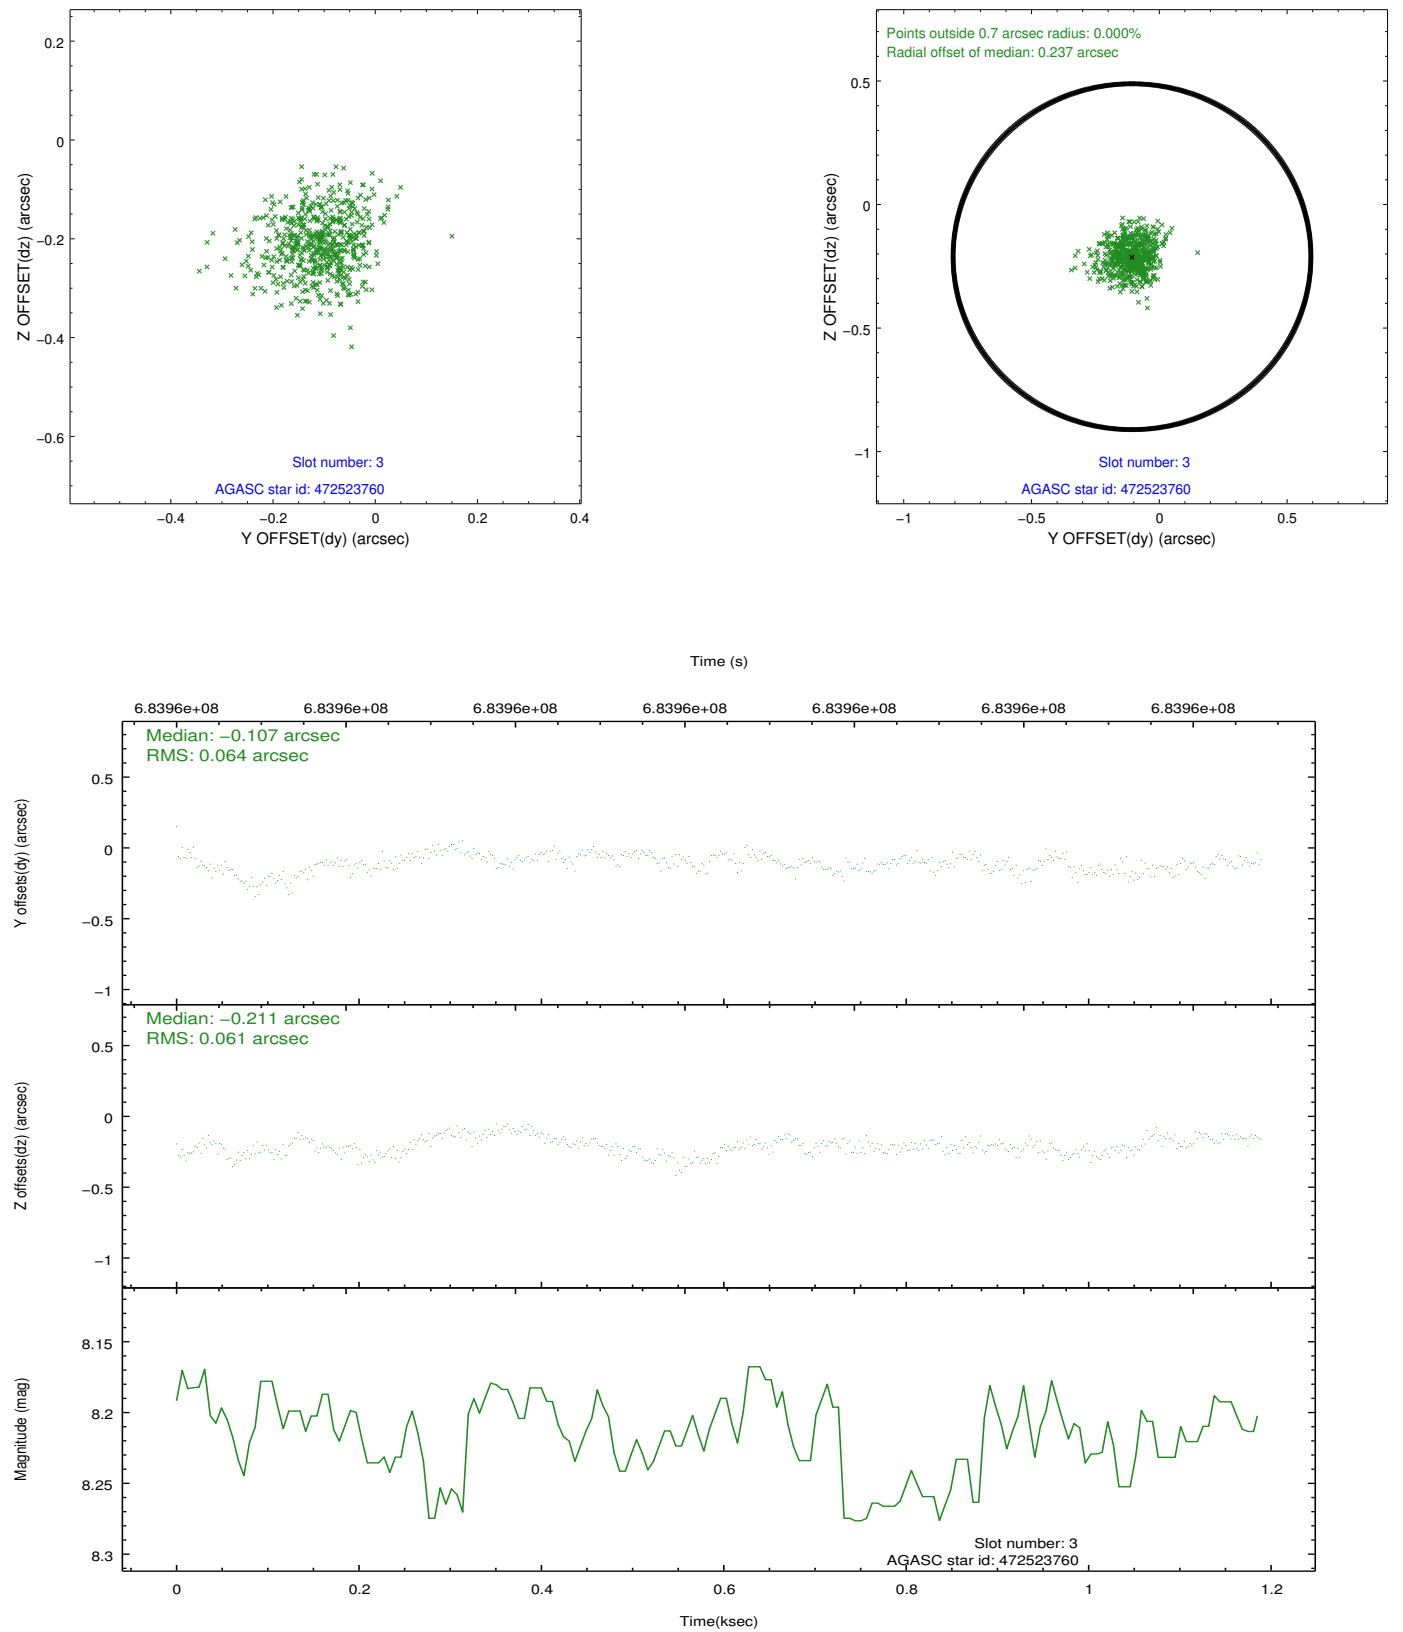 0.2
0
−0.2
−0.4
−0.6
Z OFFSET(dz) (arcsec)
Slot number: 3
AGASC star id: 472523760
−0.4
−0.2
0
0.2
0.4
Y OFFSET(dy) (arcsec)
Points outside 0.7 arcsec radius: 0.000%
Radial offset of median: 0.237 arcsec
0.5
0
−0.5
−1
Z OFFSET(dz) (arcsec)
Slot number: 3
AGASC star id: 472523760
−1
−0.5
0
0.5
Y OFFSET(dy) (arcsec)
Time (s)
6.8396e+08
6.8396e+08
6.8396e+08
6.8396e+08
6.8396e+08
6.8396e+08
6.8396e+08
Median: −0.107 arcsec
RMS: 0.064 arcsec
0.5
0
−0.5
−1
Y offsets(dy) (arcsec)
Median: −0.211 arcsec
RMS: 0.061 arcsec
0.5
0
−0.5
−1
Z offsets(dz) (arcsec)
8.15
8.2
8.25
8.3
Magnitude (mag)
Slot number: 3
AGASC star id: 472523760
0
0.2
0.4
0.6
0.8
1
1.2
Time(ksec)